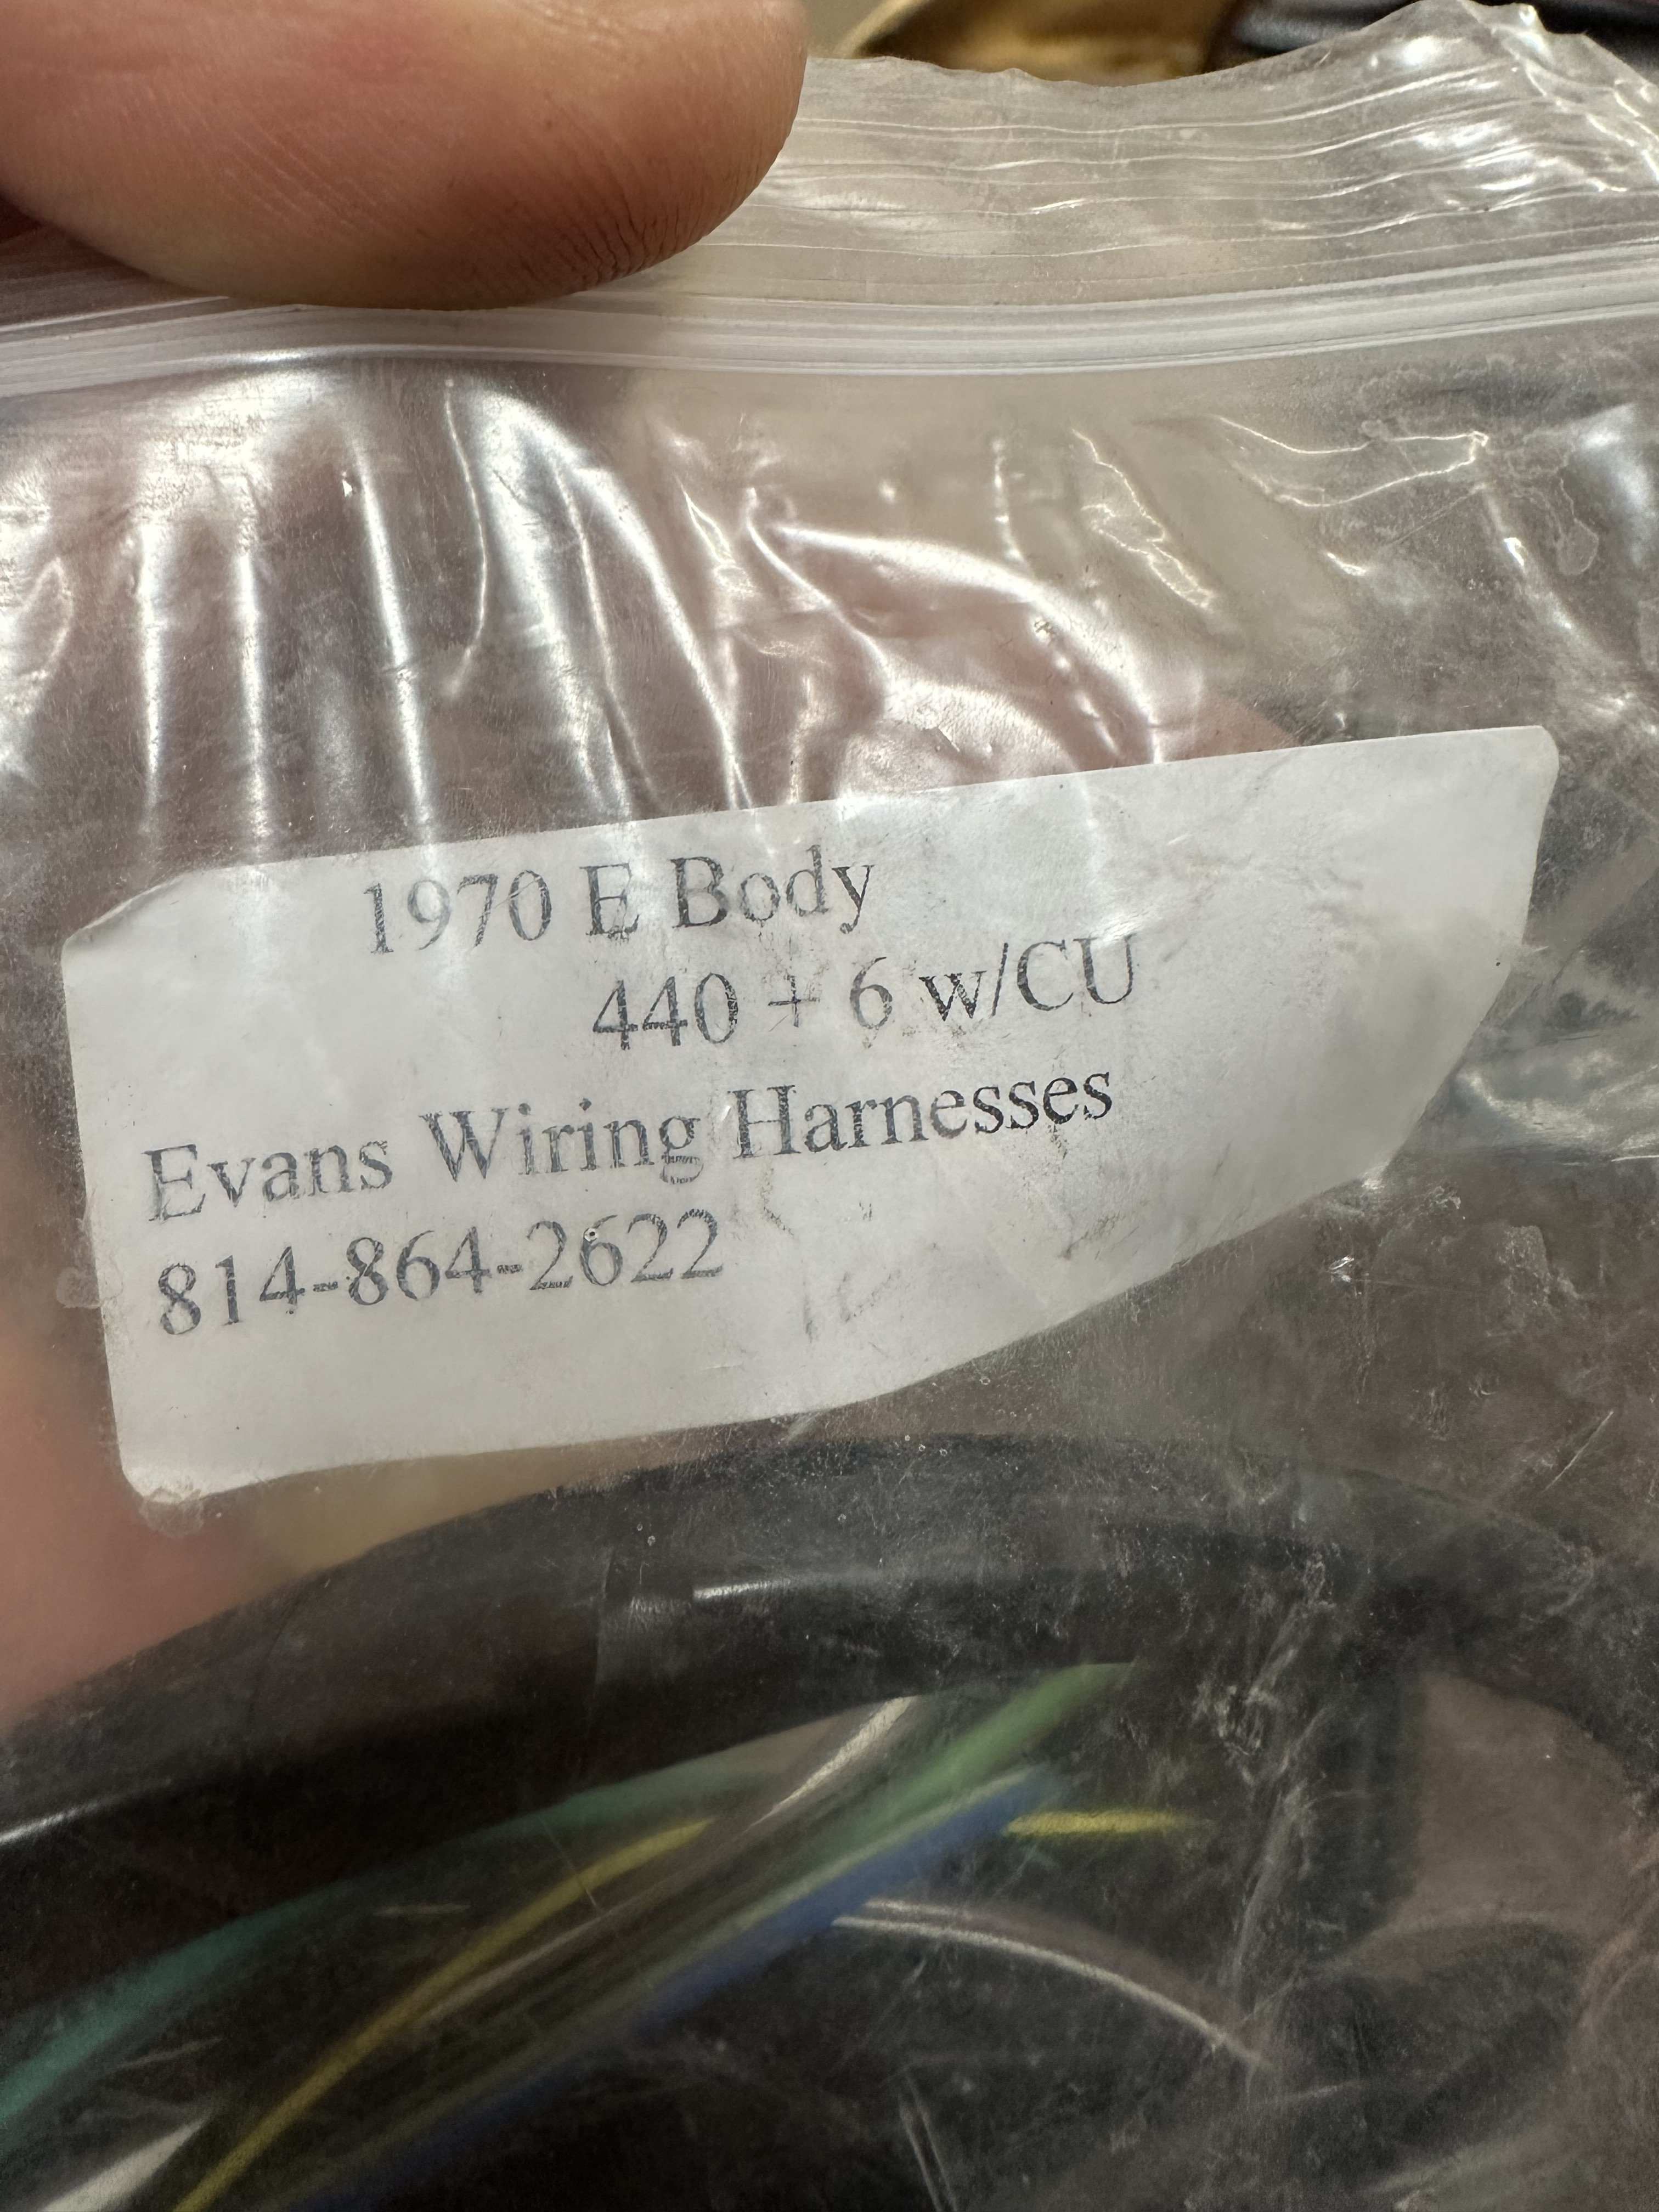 1970 E Body
440 + 6 w/CU
Evans Wiring Harnesses
814-864-2622